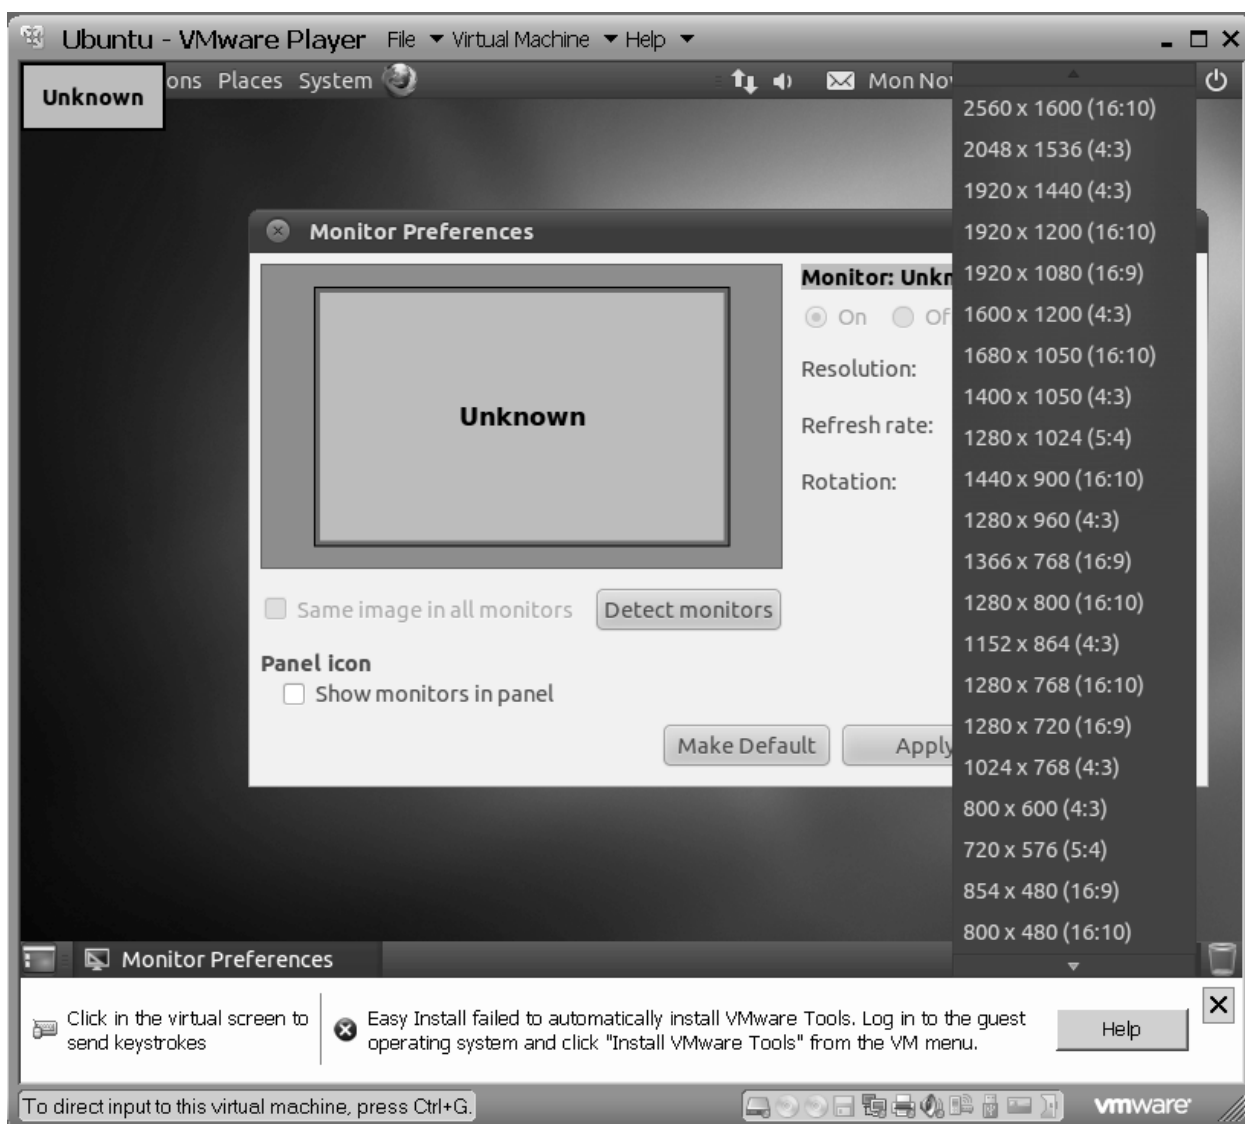 Ubuntu - VMware Player File Virtual Machine Help
Unknown
ons Places System
Mon Nov
Monitor Preferences
Unknown
Monitor: Unkn
On Of
Resolution:
Refresh rate:
Rotation:
Same image in all monitors Detect monitors
Panel icon
Show monitors in panel
Make Default Apply
2560 x 1600 (16:10)
2048 x 1536 (4:3)
1920 x 1440 (4:3)
1920 x 1200 (16:10)
1920 x 1080 (16:9)
1600 x 1200 (4:3)
1680 x 1050 (16:10)
1400 x 1050 (4:3)
1280 x 1024 (5:4)
1440 x 900 (16:10)
1280 x 960 (4:3)
1366 x 768 (16:9)
1280 x 800 (16:10)
1152 x 864 (4:3)
1280 x 768 (16:10)
1280 x 720 (16:9)
1024 x 768 (4:3)
800 x 600 (4:3)
720 x 576 (5:4)
854 x 480 (16:9)
800 x 480 (16:10)
Monitor Preferences
Click in the virtual screen to
send keystrokes
Easy Install failed to automatically install VMware Tools. Log in to the guest
operating system and click "Install VMware Tools" from the VM menu.
Help
To direct input to this virtual machine, press Ctrl+G.
vmware